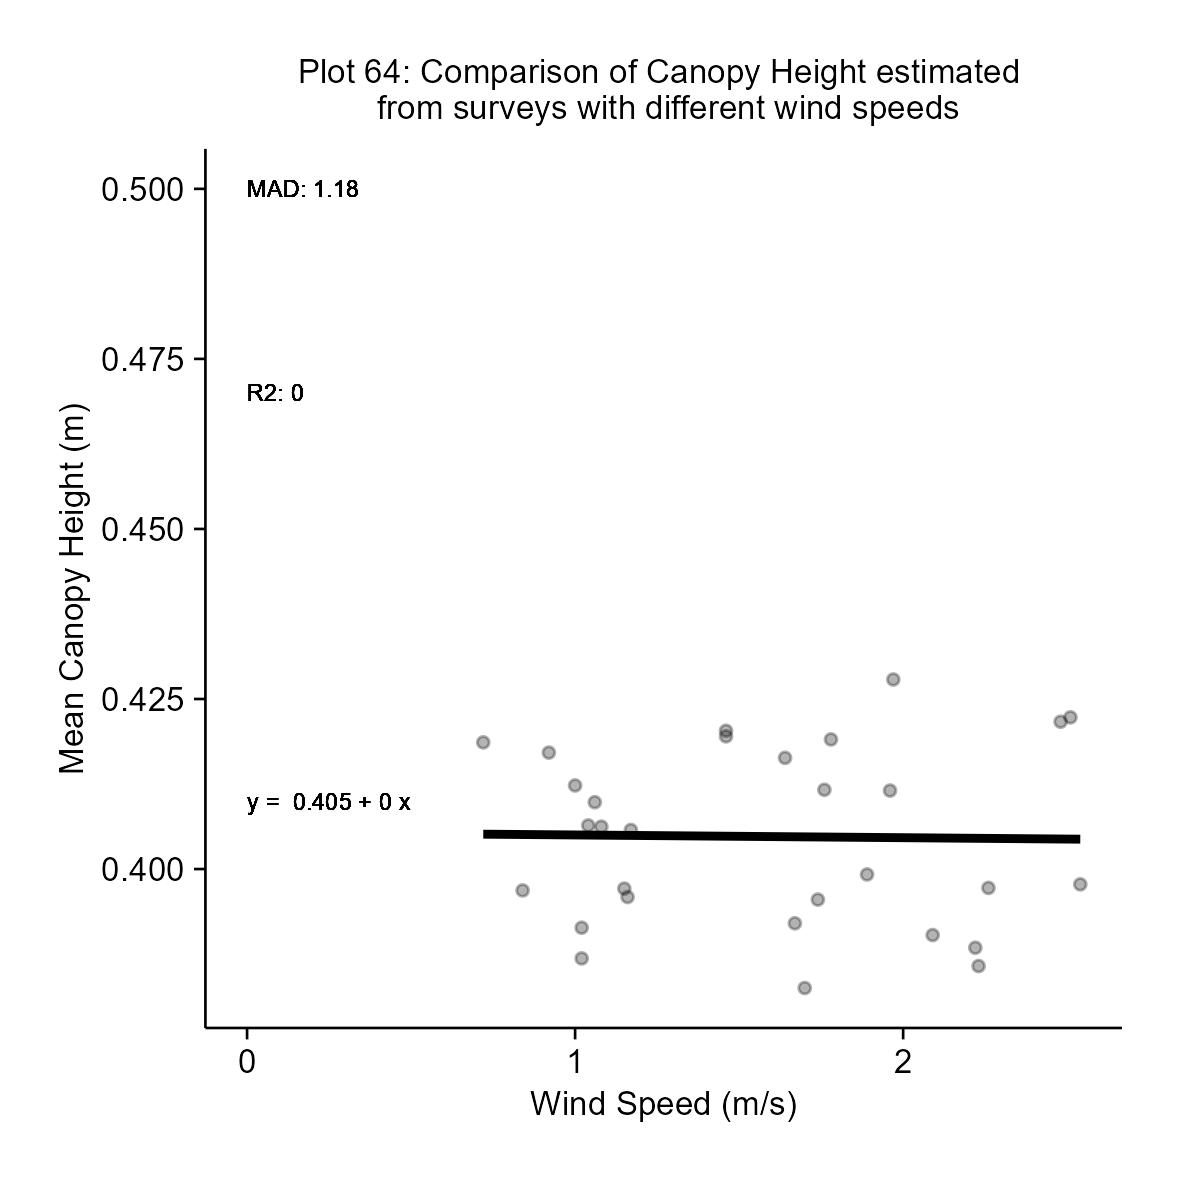 Plot 64: Comparison of Canopy Height estimated
from surveys with different wind speeds
MAD: 1.18
R2: 0
y =  0.405 + 0 x
Mean Canopy Height (m)
0.500
0.475
0.450
0.425
0.400
0
1
2
Wind Speed (m/s)